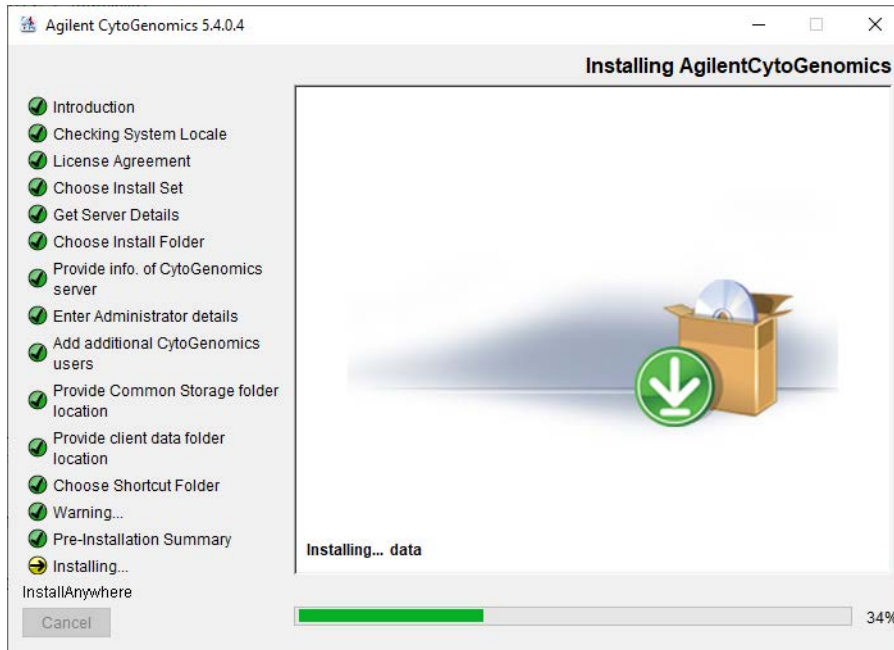 Agilent CytoGenomics 5.4.0.4
Installing AgilentCytoGenomics
Introduction
Checking System Locale
License Agreement
Choose Install Set
Get Server Details
Choose Install Folder
Provide info. of CytoGenomics
server
Enter Administrator details
Add additional CytoGenomics
users
Provide Common Storage folder
location
Provide client data folder
location
Choose Shortcut Folder
Warning...
Pre-Installation Summary
Installing...
Installing... data
InstallAnywhere
Cancel
34%